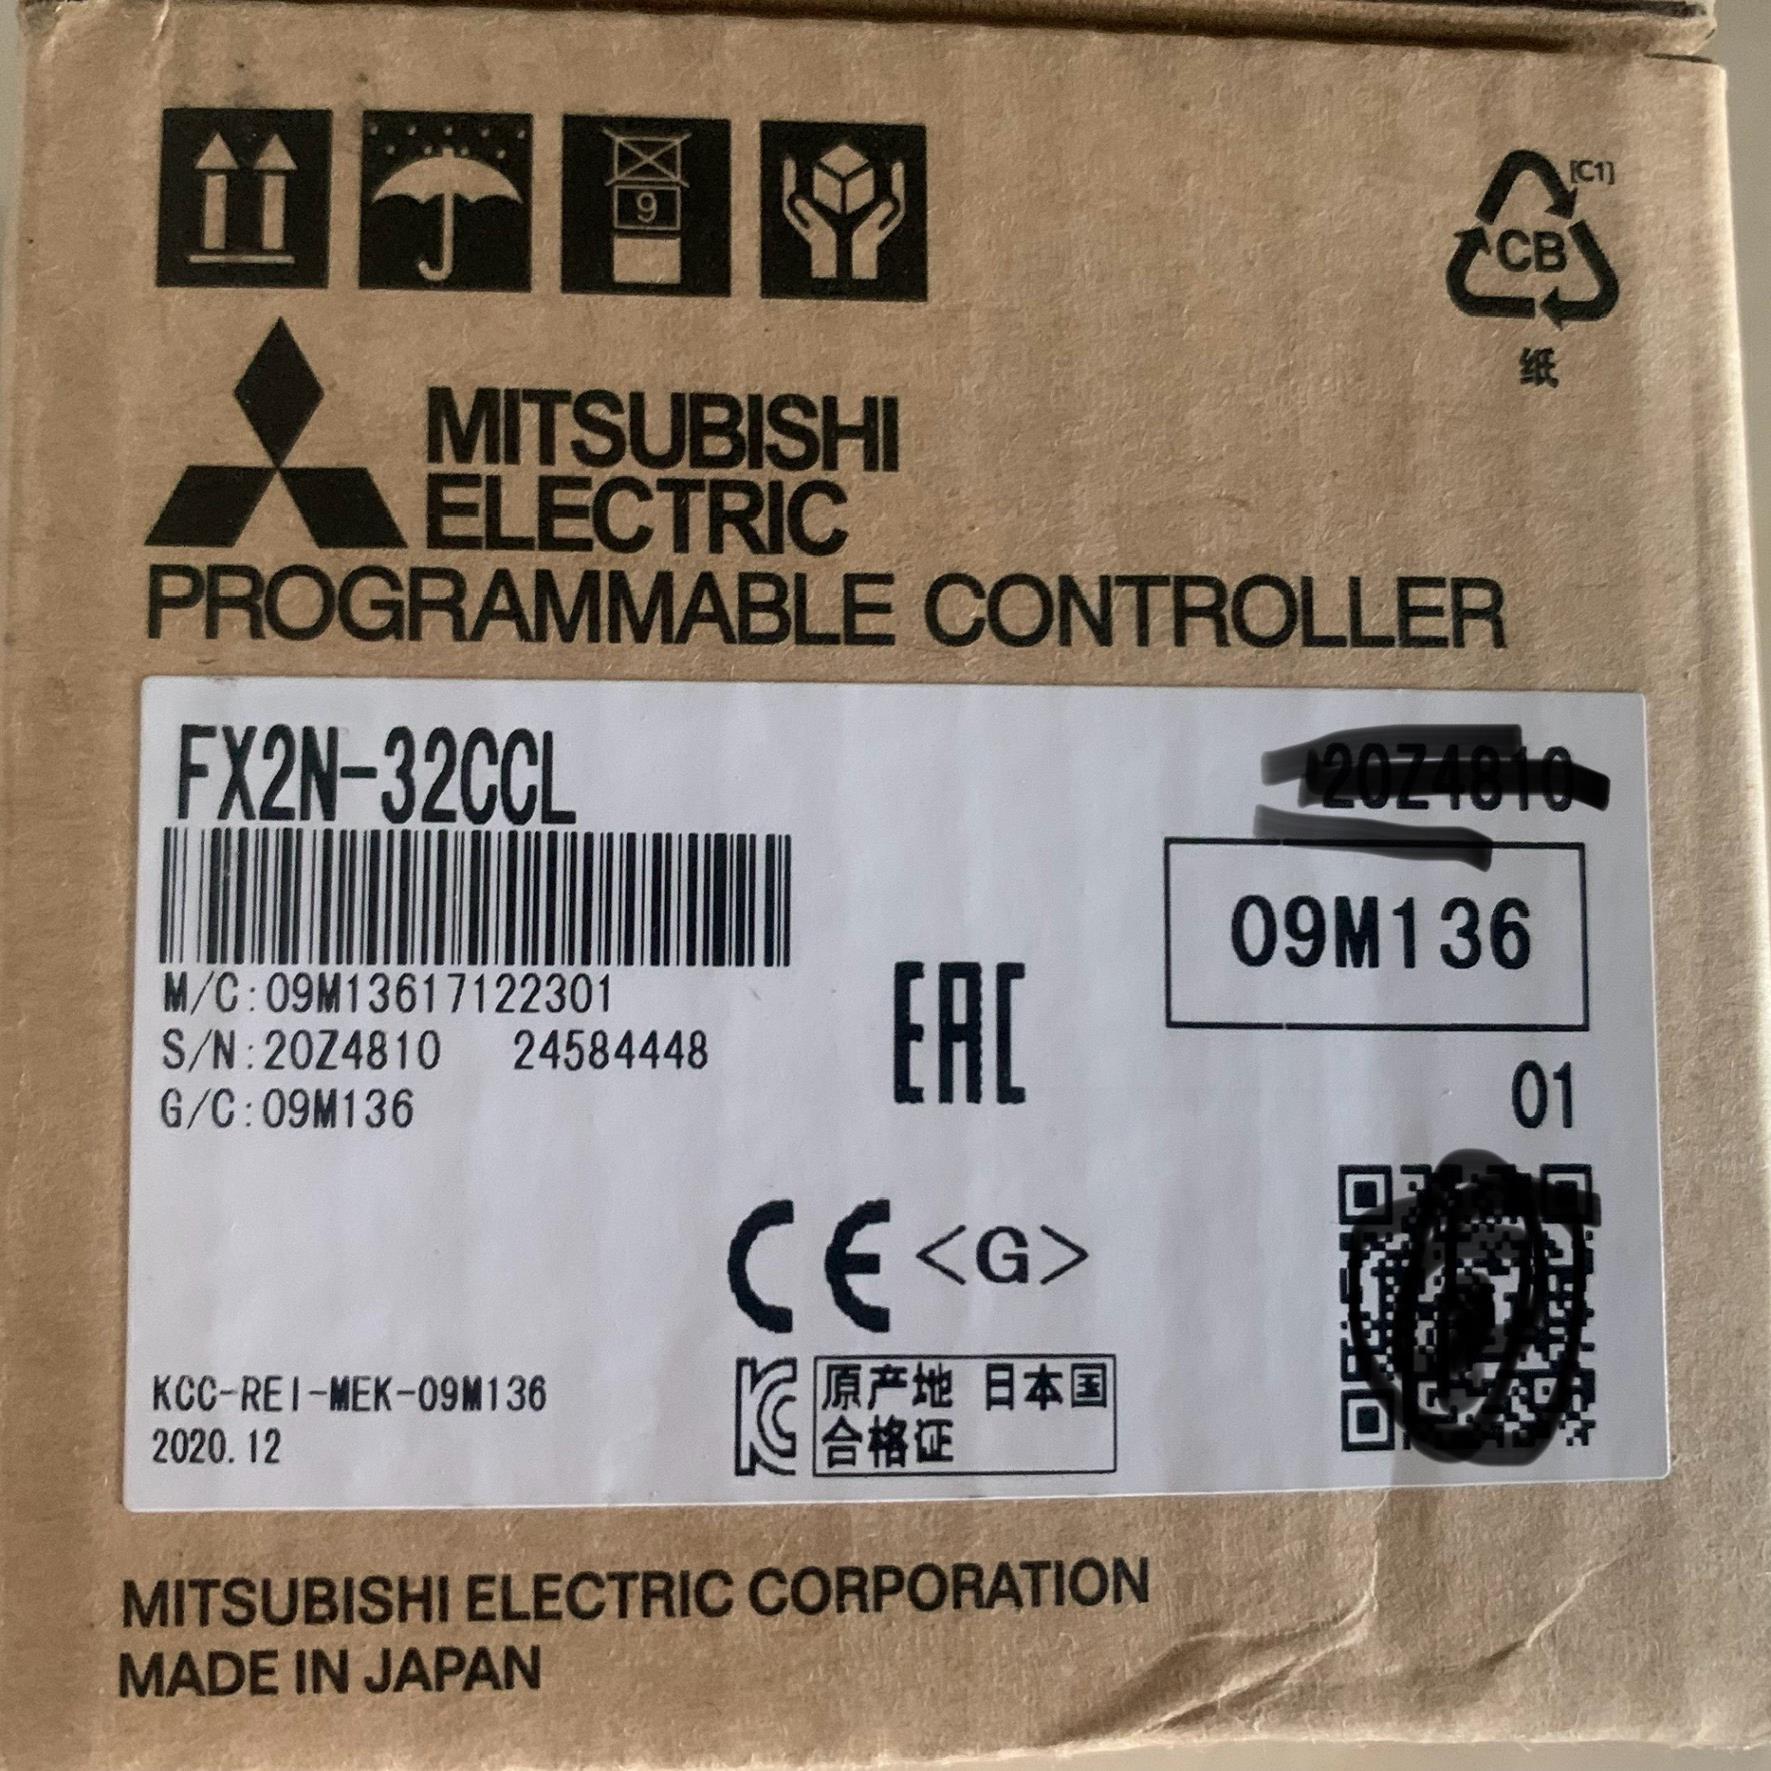 9
[C1]
CB
纸
MITSUBISHI
ELECTRIC
PROGRAMMABLE CONTROLLER
FX2N-32CCL
20Z4810
09M136
M/C:09M13617122301
S/N:20Z4810 24584448
G/C:09M136
EAC
01
CE <G>
KCC-REI-MEK-09M136
2020.12
KC
原产地 日本国
合格证
MITSUBISHI ELECTRIC CORPORATION
MADE IN JAPAN